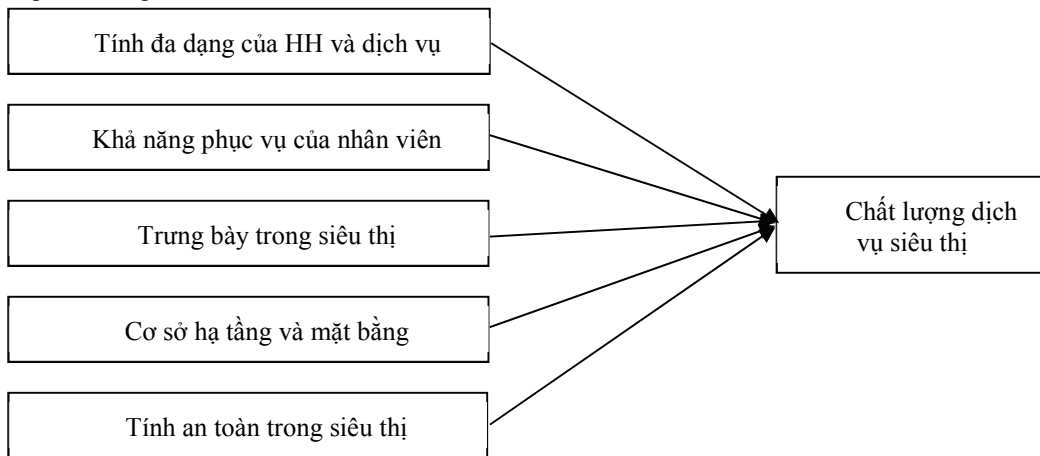 Tính đa dạng của HH và dịch vụ
Khả năng phục vụ của nhân viên
Trưng bày trong siêu thị
Cơ sở hạ tầng và mặt bằng
Tính an toàn trong siêu thị
Chất lượng dịch
vụ siêu thị